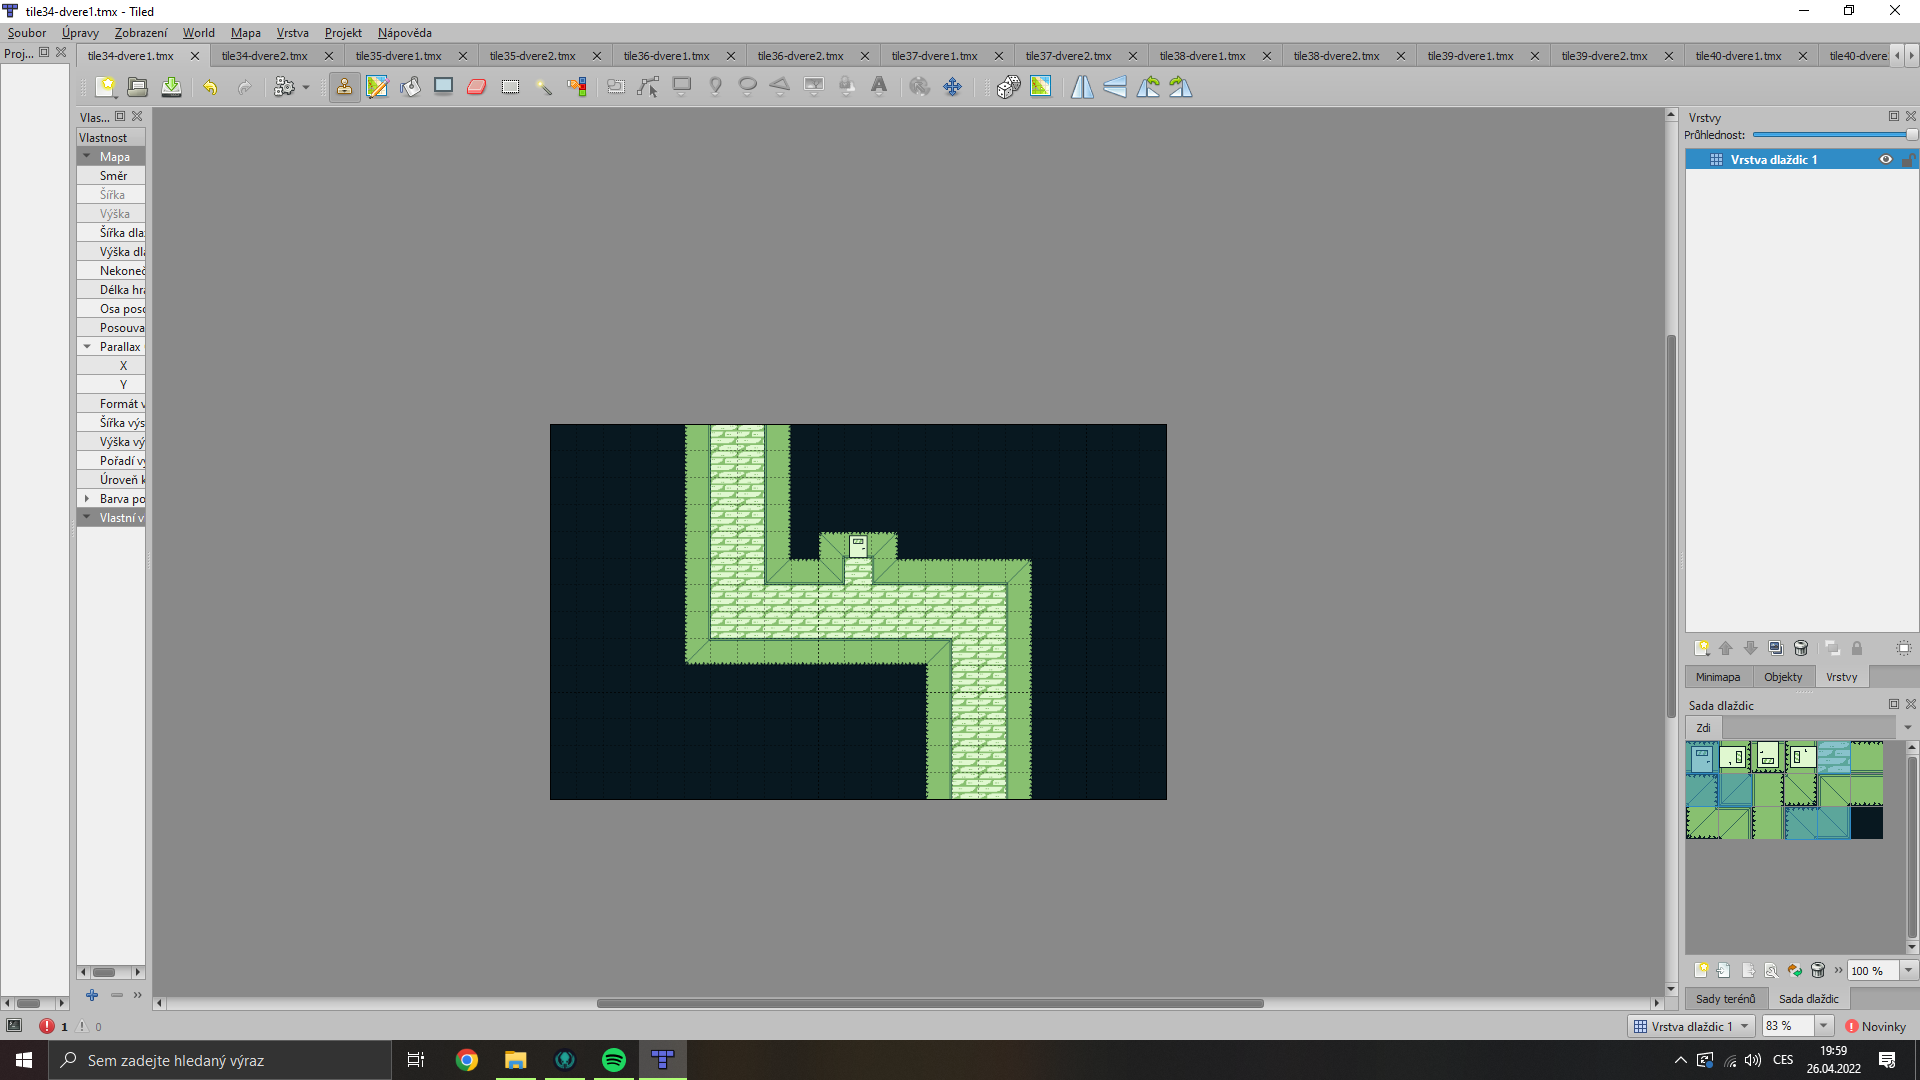 tile34-dvere1.tmx - Tiled
Soubor Úpravy Zobrazení World Mapa Vrstva Projekt Nápověda
Proj... tile34-dvere1.tmx tile34-dvere2.tmx tile35-dvere1.tmx tile35-dvere2.tmx tile36-dvere1.tmx tile36-dvere2.tmx tile37-dvere1.tmx tile37-dvere2.tmx tile38-dvere1.tmx tile38-dvere2.tmx tile39-dvere1.tmx tile39-dvere2.tmx tile40-dvere1.tmx tile40-dvere
Vlas...
Vlastnost
Mapa
Směr
Šířka
Výška
Šířka dla
Výška dl
Nekoneč
Délka hr
Osa poso
Posouva
Parallax
X
Y
Formát v
Šířka výs
Výška vý
Pořadí vy
Úroveň k
Barva po
Vlastní v
Vrstvy
Průhlednost:
Vrstva dlaždic 1
Minimapa Objekty Vrstvy
Sada dlaždic
Zdi
100 %
Sady terénů Sada dlaždic
1 0
Vrstva dlaždic 1 83 % Novinky
Sem zadejte hledaný výraz
CES
19:59
26.04.2022